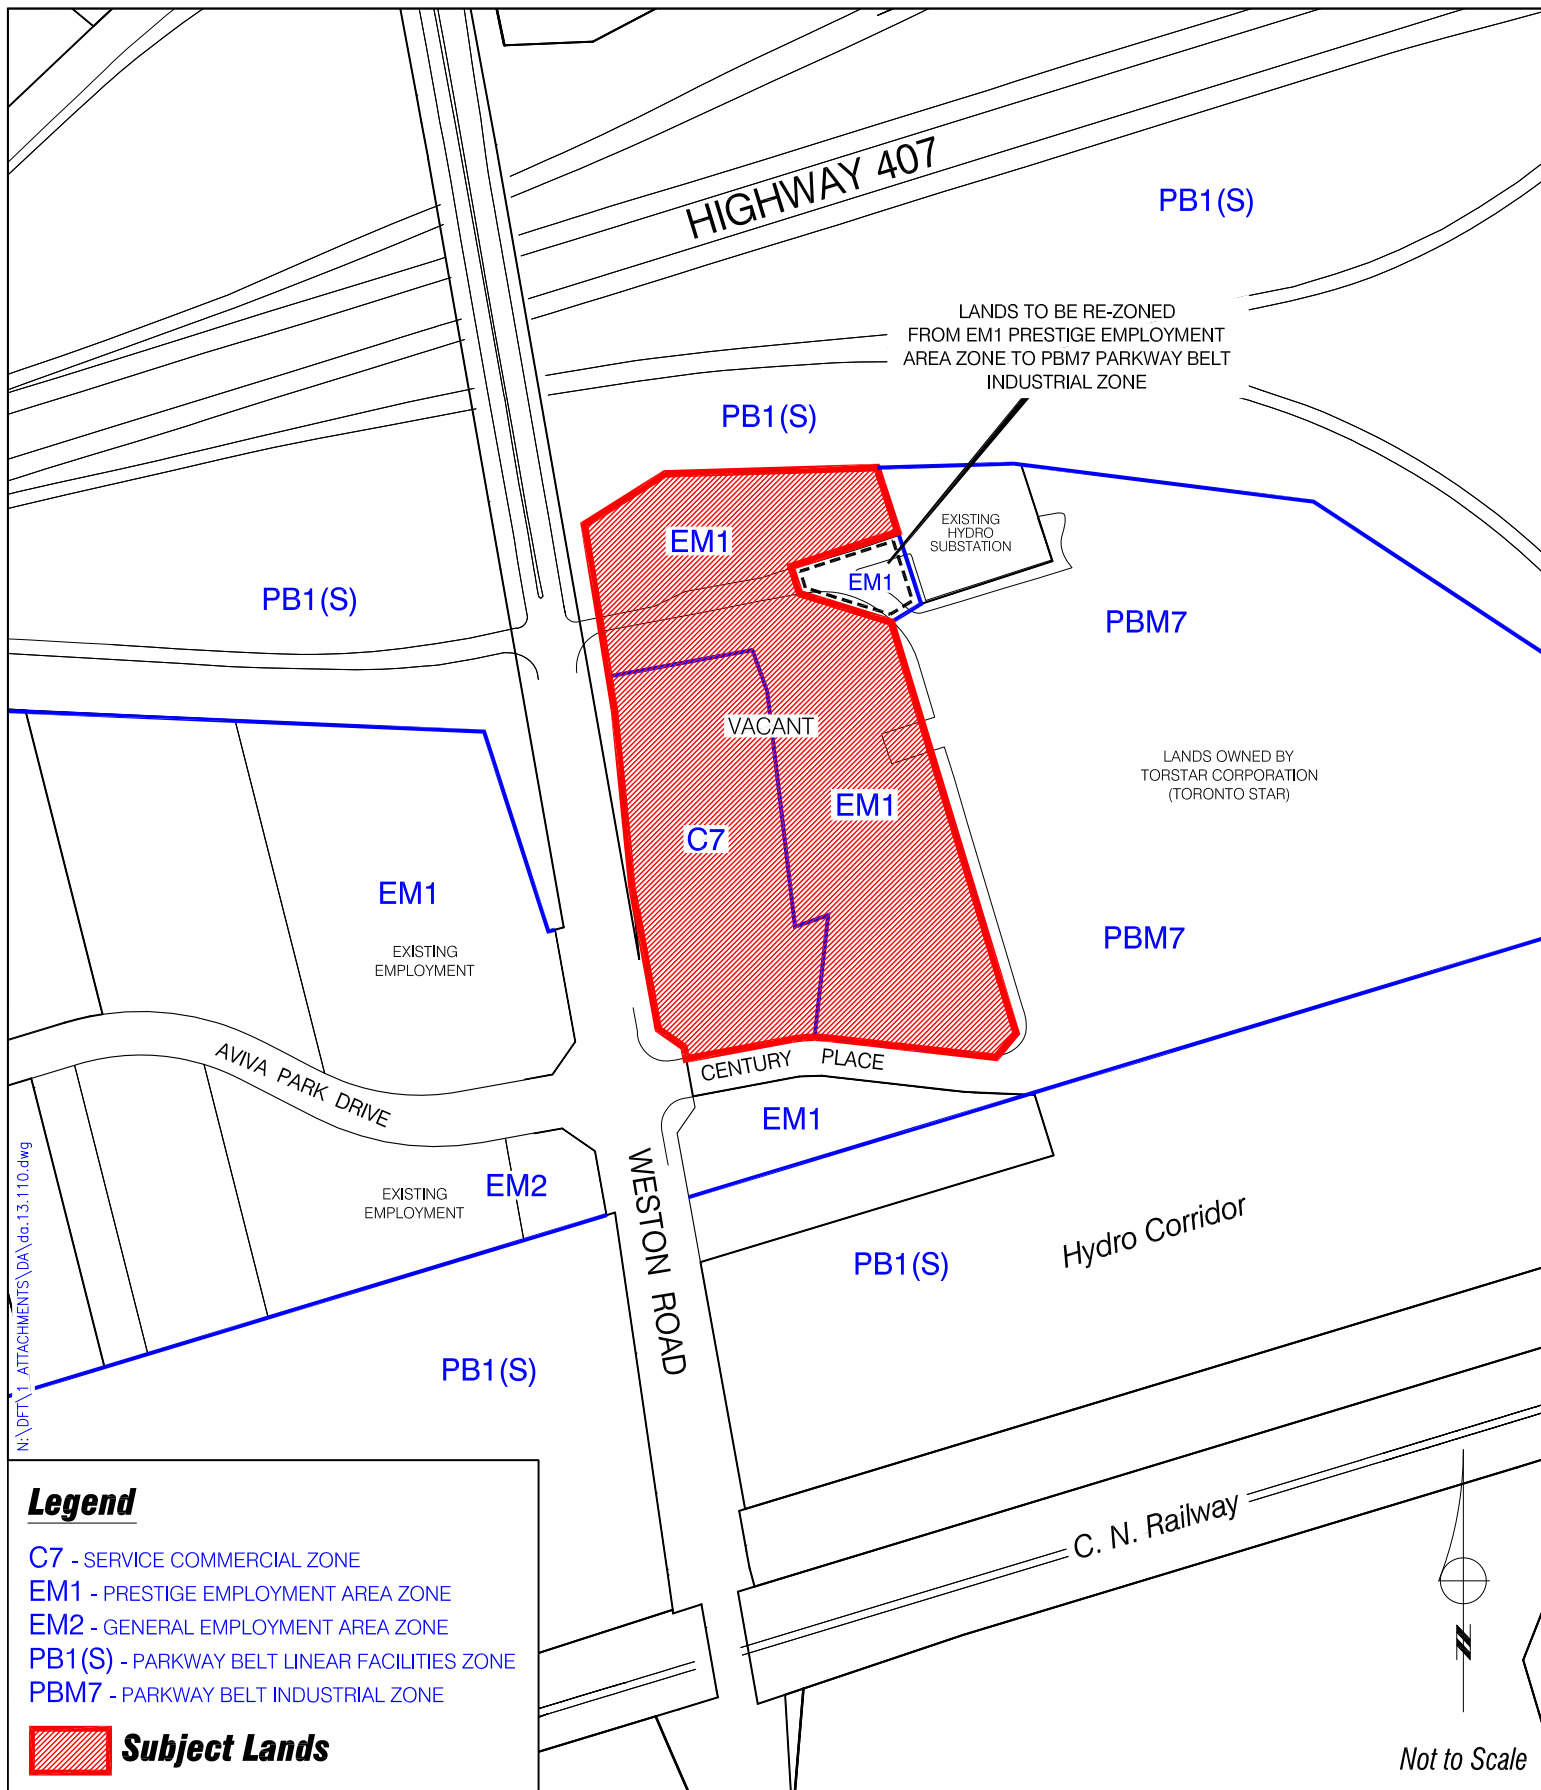 HIGHWAY 407
PB1(S)
LANDS TO BE RE-ZONED
FROM EM1 PRESTIGE EMPLOYMENT
AREA ZONE TO PBM7 PARKWAY BELT
INDUSTRIAL ZONE
PB1(S)
EM1
EXISTING
HYDRO
SUBSTATION
EM1
PB1(S)
PBM7
VACANT
LANDS OWNED BY
TORSTAR CORPORATION
(TORONTO STAR)
EM1
C7
EM1
EXISTING
EMPLOYMENT
PBM7
AVIVA PARK DRIVE
CENTURY PLACE
EM1
EXISTING
EMPLOYMENT
EM2
WESTON ROAD
Hydro Corridor
PB1(S)
PB1(S)
N:\DFT\1_ATTACHMENTS\DA\da.13.110.dwg
C. N. Railway
Legend
C7 - SERVICE COMMERCIAL ZONE
EM1 - PRESTIGE EMPLOYMENT AREA ZONE
EM2 - GENERAL EMPLOYMENT AREA ZONE
PB1(S) - PARKWAY BELT LINEAR FACILITIES ZONE
PBM7 - PARKWAY BELT INDUSTRIAL ZONE
Subject Lands
N
Not to Scale